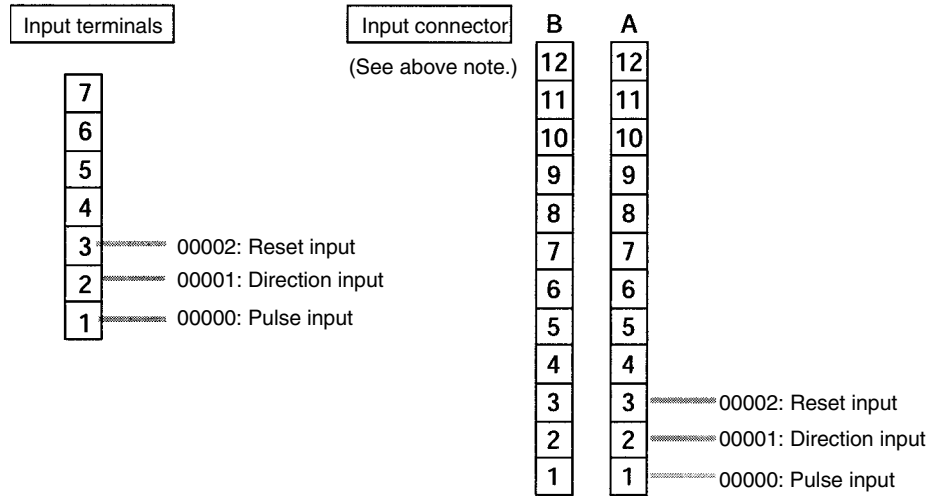 Input terminals
7
6
5
4
3 00002: Reset input
2 00001: Direction input
1 00000: Pulse input
Input connector
(See above note.)
B A
12 12
11 11
10 10
9 9
8 8
7 7
6 6
5 5
4 4
3 3 00002: Reset input
2 2 00001: Direction input
1 1 00000: Pulse input